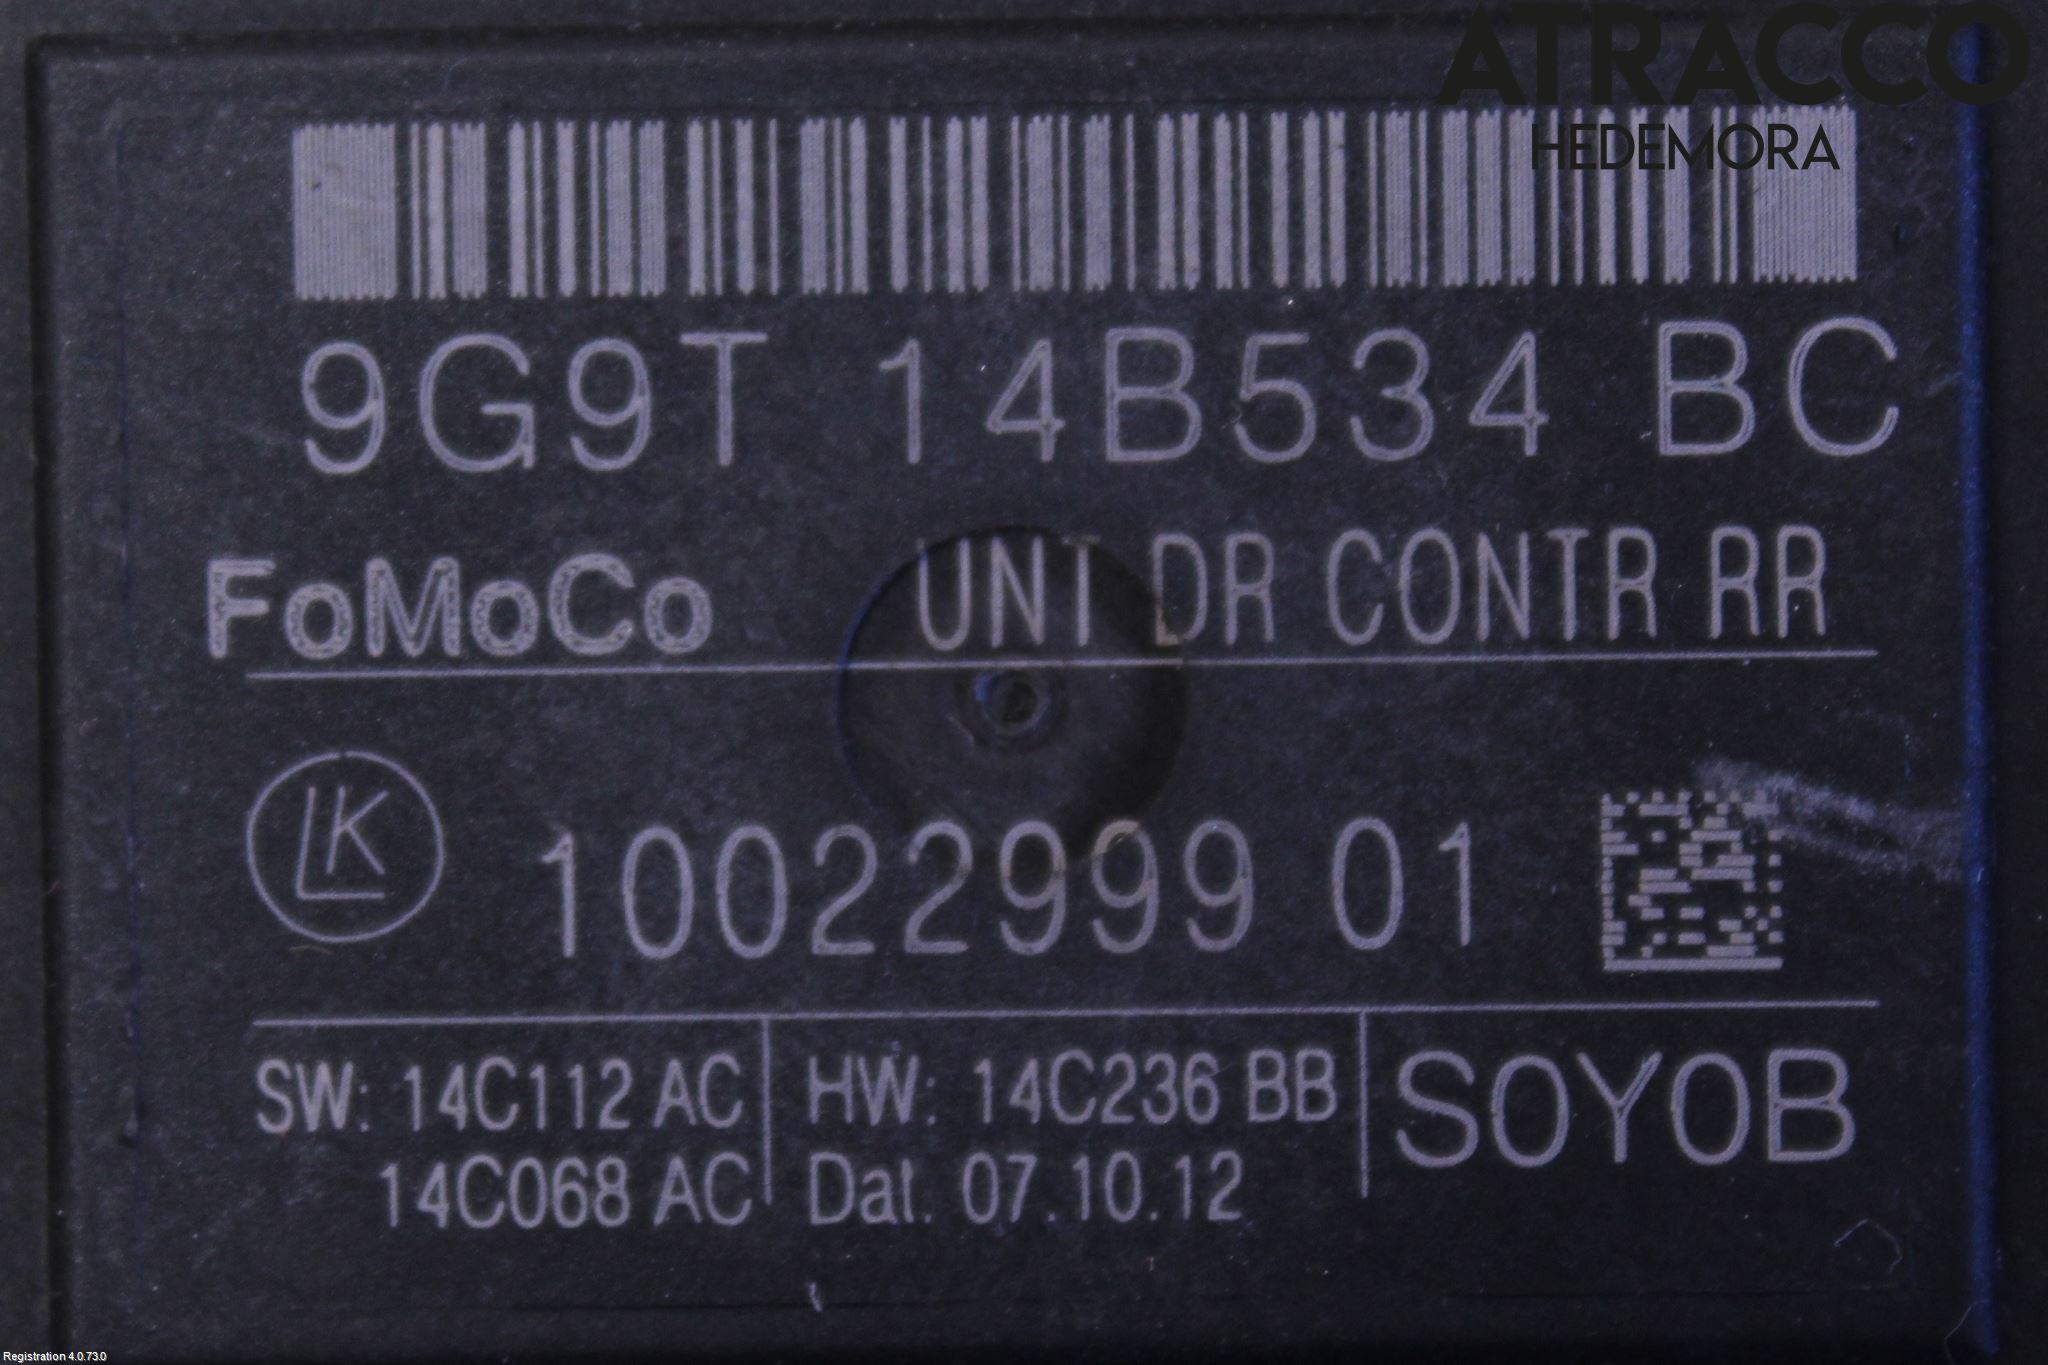 ATRACCO
HEDEMORA
9G9T 14B534 BC
FoMoCo UNT DR CONTR RR
LK 10022999 01
SW: 14C112 AC HW: 14C236 BB S0Y0B
14C068 AC Dat. 07.10.12
Registration 4.0.73.0